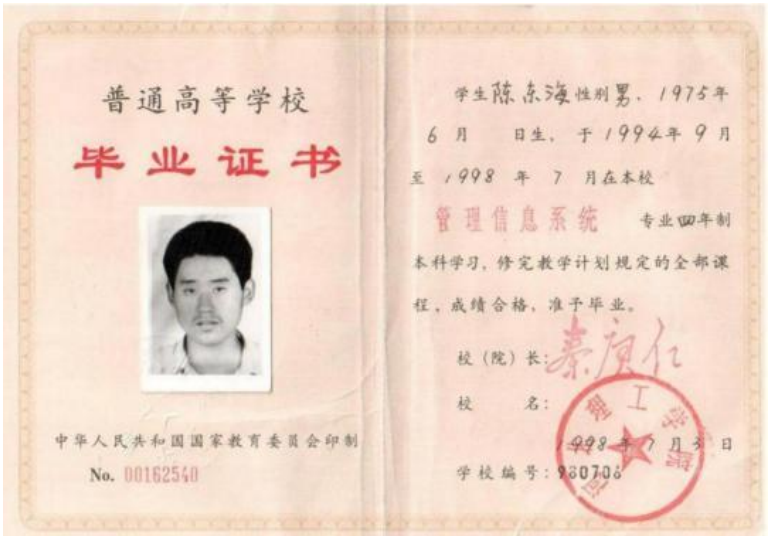 普通高等学校
毕业证书
中华人民共和国国家教育委员会印制
No. 00162540
学生陈东海性别男、1975年
6月 日生, 于1994年9月
至1998年7月在本校
管理信息系统 专业四年制
本科学习, 修完教学计划规定的全部课
程, 成绩合格, 准予毕业。
校(院)长:
校 名:
理工学
1998年7月3日
学校编号:980706